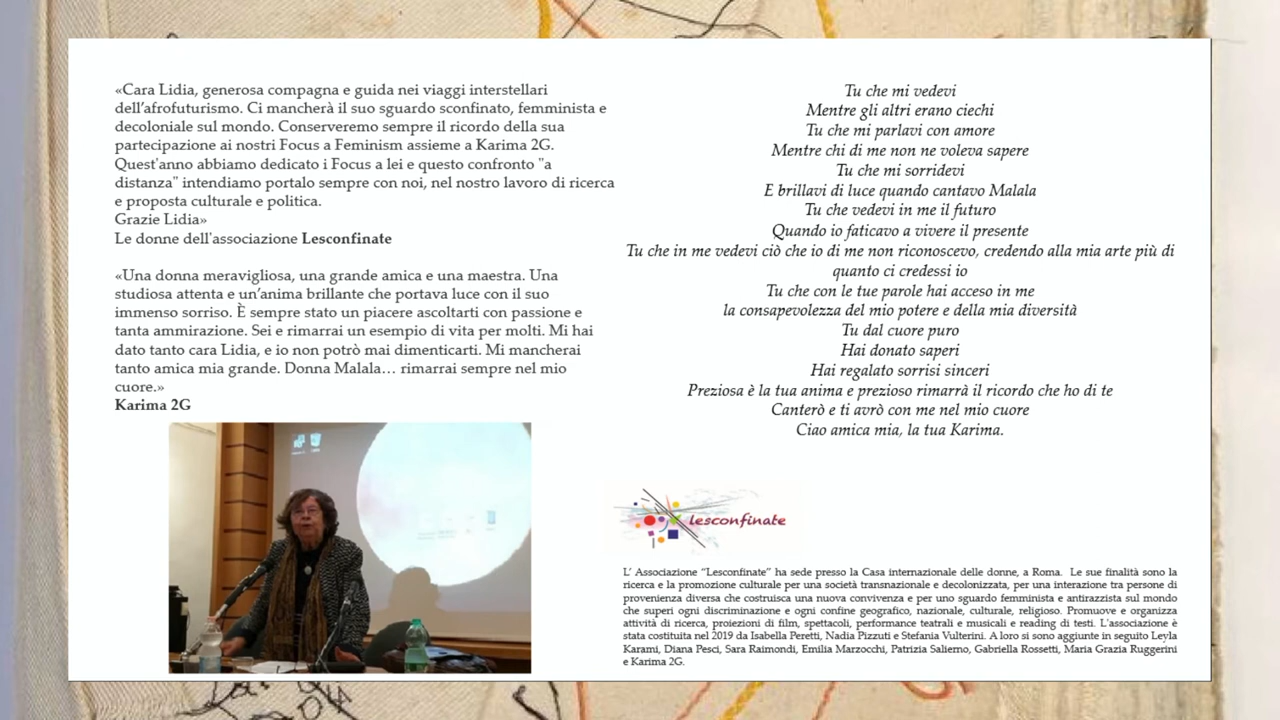 «Cara Lidia, generosa compagna e guida nei viaggi interstellari
dell'afrofuturismo. Ci mancherà il suo sguardo sconfinato, femminista e
decoloniale sul mondo. Conserveremo sempre il ricordo della sua
partecipazione ai nostri Focus a Feminism assieme a Karima 2G.
Quest'anno abbiamo dedicato i Focus a lei e questo confronto "a
distanza" intendiamo portalo sempre con noi, nel nostro lavoro di ricerca
e proposta culturale e politica.
Grazie Lidia»
Le donne dell'associazione Lesconfinate
«Una donna meravigliosa, una grande amica e una maestra. Una
studiosa attenta e un'anima brillante che portava luce con il suo
immenso sorriso. È sempre stato un piacere ascoltarti con passione e
tanta ammirazione. Sei e rimarrai un esempio di vita per molti. Mi hai
dato tanto cara Lidia, e io non potrò mai dimenticarti. Mi mancherai
tanto amica mia grande. Donna Malala… rimarrai sempre nel mio
cuore.»
Karima 2G
Tu che mi vedevi
Mentre gli altri erano ciechi
Tu che mi parlavi con amore
Mentre chi di me non ne voleva sapere
Tu che mi sorridevi
E brillavi di luce quando cantavo Malala
Tu che vedevi in me il futuro
Quando io faticavo a vivere il presente
Tu che in me vedevi ciò che io di me non riconoscevo, credendo alla mia arte più di
quanto ci credessi io
Tu che con le tue parole hai acceso in me
la consapevolezza del mio potere e della mia diversità
Tu dal cuore puro
Hai donato saperi
Hai regalato sorrisi sinceri
Preziosa è la tua anima e prezioso rimarrà il ricordo che ho di te
Canterò e ti avrò con me nel mio cuore
Ciao amica mia, la tua Karima.
lesconfinate
L' Associazione "Lesconfinate" ha sede presso la Casa internazionale delle donne, a Roma. Le sue finalità sono la
ricerca e la promozione culturale per una società transnazionale e decolonizzata, per una interazione tra persone di
provenienza diversa che costruisca una nuova convivenza e per uno sguardo femminista e antirazzista sul mondo
che superi ogni discriminazione e ogni confine geografico, nazionale, culturale, religioso. Promuove e organizza
attività di ricerca, proiezioni di film, spettacoli, performance teatrali e musicali e reading di testi. L'associazione è
stata costituita nel 2019 da Isabella Peretti, Nadia Pizzuti e Stefania Vulterini. A loro si sono aggiunte in seguito Leyla
Karami, Diana Pesci, Sara Raimondi, Emilia Marzocchi, Patrizia Salierno, Gabriella Rossetti, Maria Grazia Ruggerini
e Karima 2G.